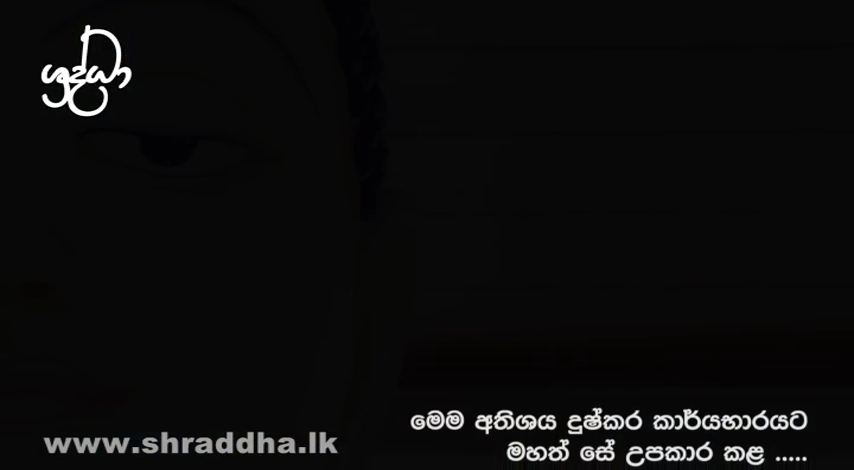 ශ්‍රද්ධා
මෙම අතිශය දුෂ්කර කාර්යභාරයට
මහත් සේ උපකාර කළ .....
www.shraddha.lk